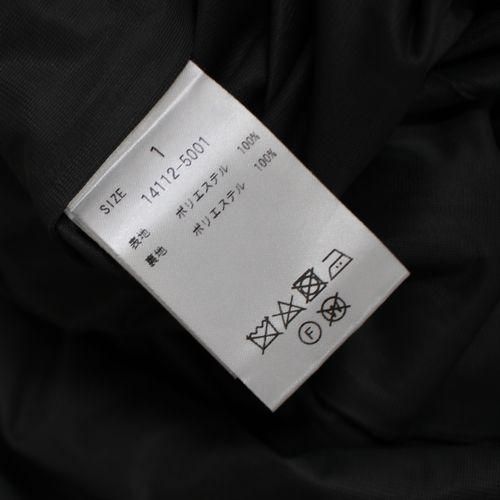 SIZE 1
14112-5001
表地 ポリエステル 100%
裏地 ポリエステル 100%
F